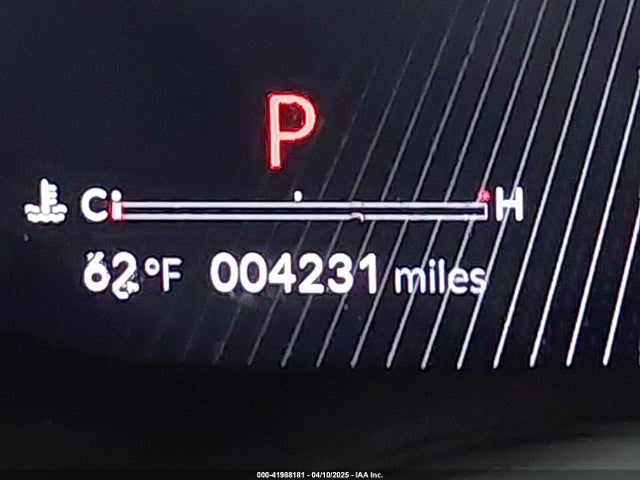 P
C H
62°F 004231 miles
000-41988181 - 04/10/2025 - IAA Inc.